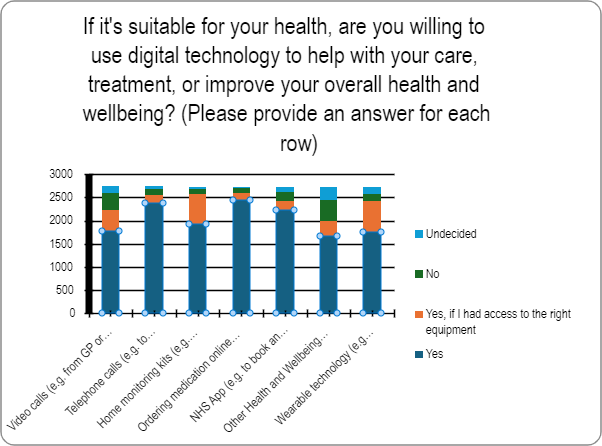 If it's suitable for your health, are you willing to
use digital technology to help with your care,
treatment, or improve your overall health and
wellbeing? (Please provide an answer for each
row)
3000
2500
2000
1500
1000
500
0
Video calls (e.g. from GP or…
Telephone calls (e.g. to…
Home monitoring kits (e.g.…
Ordering medication online…
NHS App (e.g. to book an…
Other Health and Wellbeing…
Wearable technology (e.g…
Undecided
No
Yes, if I had access to the right
equipment
Yes